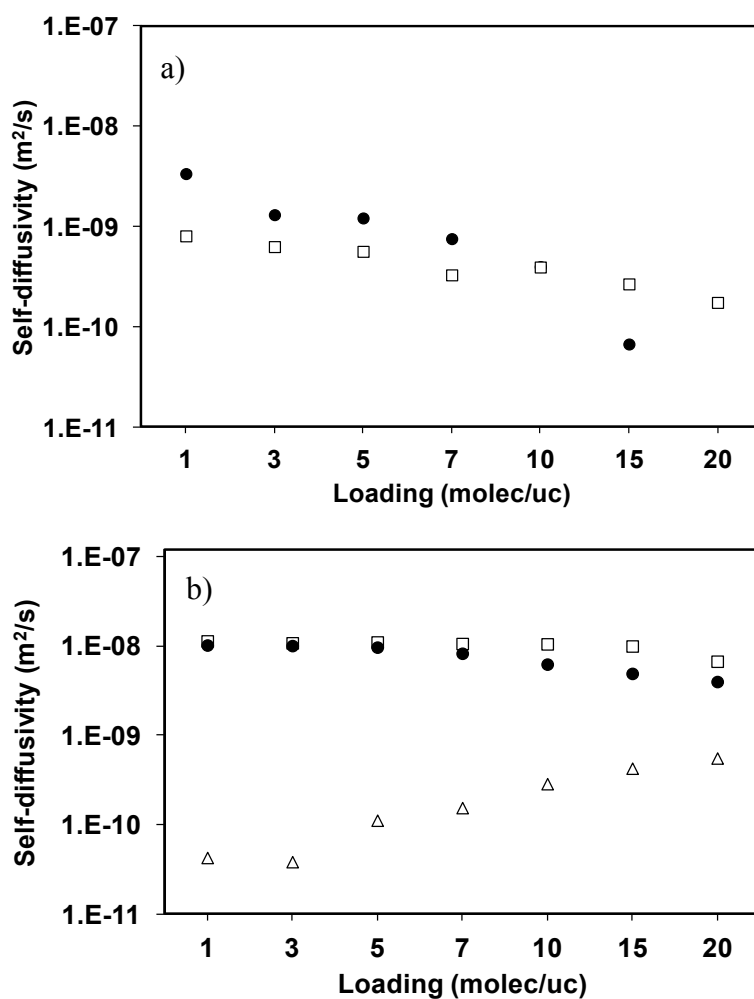 a)
1.E-07
1.E-08
1.E-09
1.E-10
1.E-11
Self-diffusivity (m²/s)
1 3 5 7 10 15 20
Loading (molec/uc)
b)
1.E-07
1.E-08
1.E-09
1.E-10
1.E-11
Self-diffusivity (m²/s)
1 3 5 7 10 15 20
Loading (molec/uc)